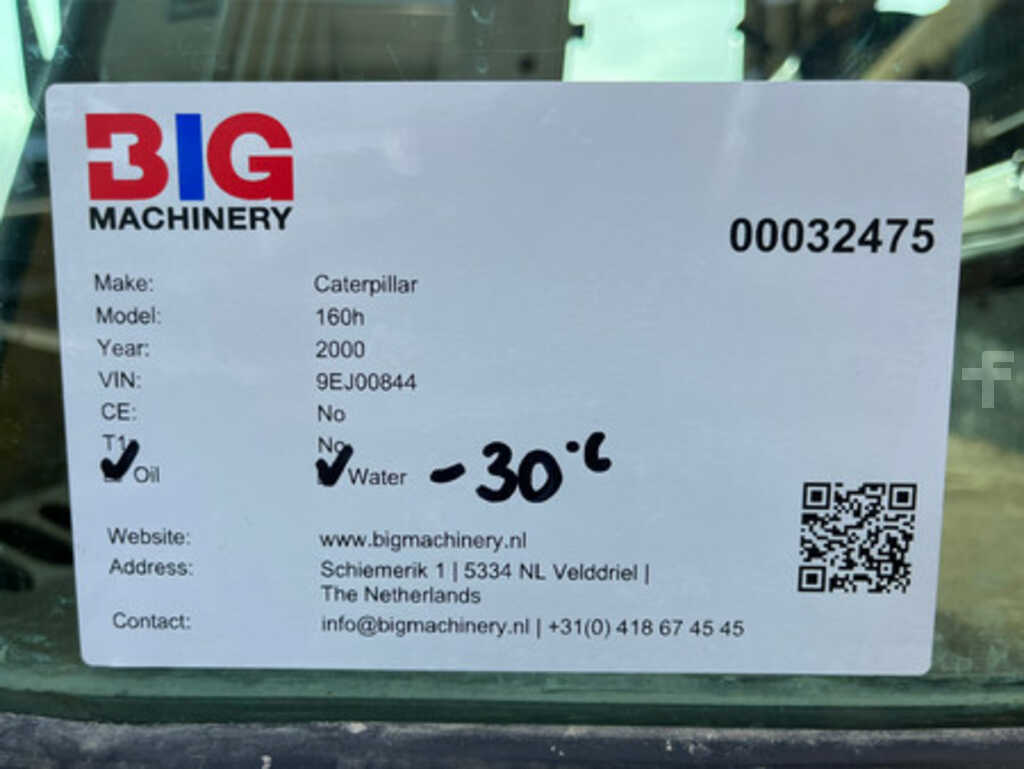 BIG
MACHINERY
00032475
Make: Caterpillar
Model: 160h
Year: 2000
VIN: 9EJ00844
CE: No
T1 No
Oil Water -30°C
Website: www.bigmachinery.nl
Address: Schiemerik 1 | 5334 NL Velddriel |
The Netherlands
Contact: info@bigmachinery.nl | +31(0) 418 67 45 45
f